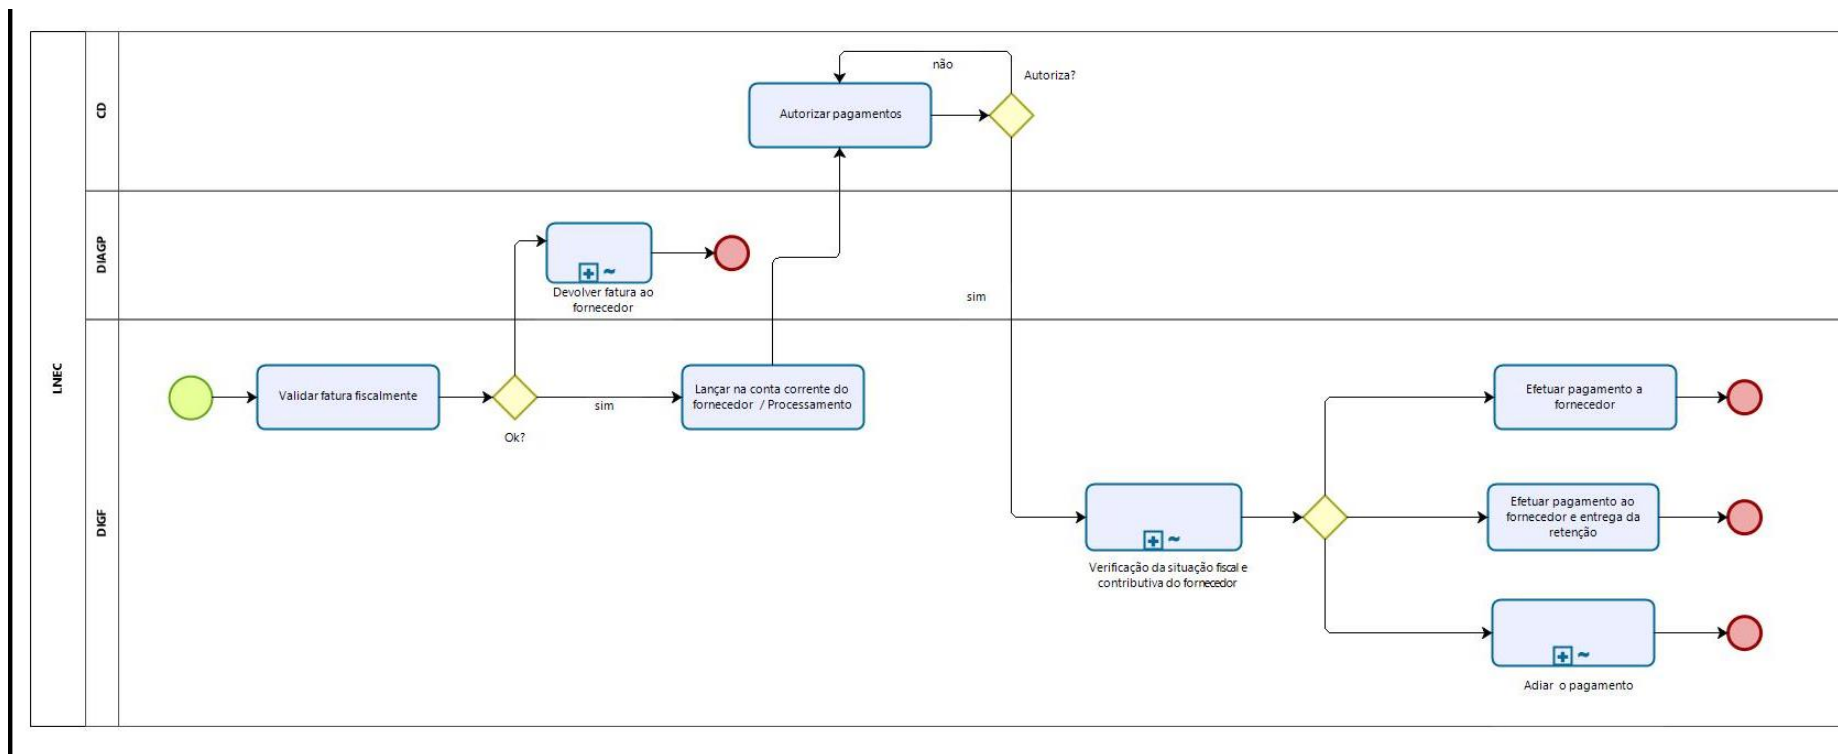 LNEC
CD
não
Autoriza?
Autorizar pagamentos
DIAGP
Devolver fatura ao
fornecedor
sim
DIGF
Validar fatura fiscalmente
Ok?
sim
Lançar na conta corrente do
fornecedor / Processamento
Verificação da situação fiscal e
contributiva do fornecedor
Efetuar pagamento a
fornecedor
Efetuar pagamento ao
fornecedor e entrega da
retenção
Adiar o pagamento